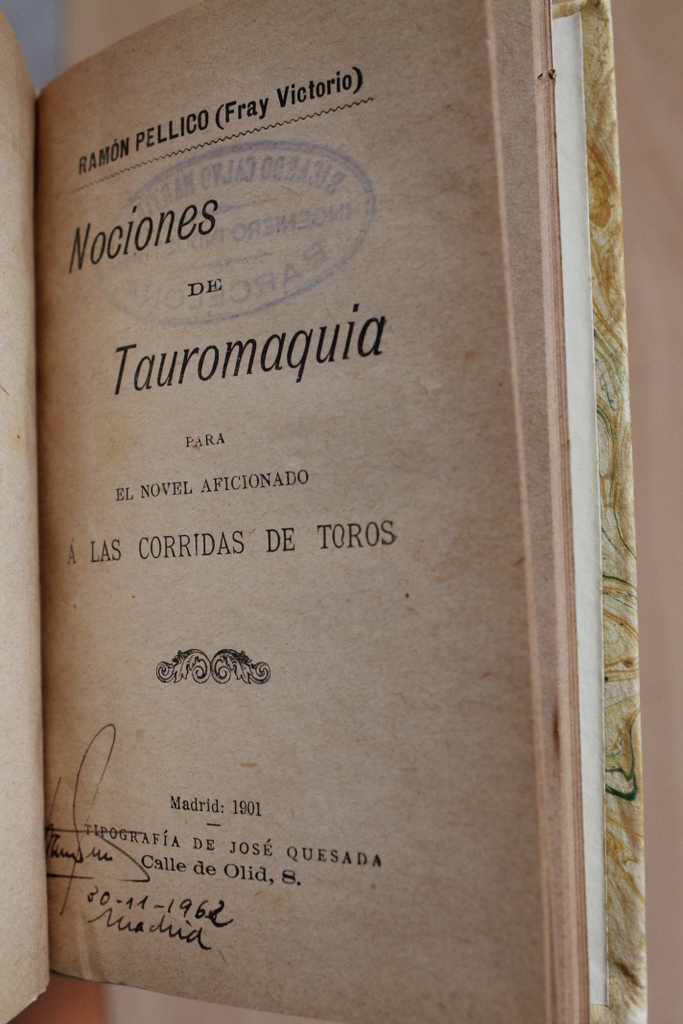 RAMÓN PELLICO (Fray Victorio)
Nociones
DE
Tauromaquia
PARA
EL NOVEL AFICIONADO
Á LAS CORRIDAS DE TOROS
Madrid: 1901
TIPOGRAFÍA DE JOSÉ QUESADA
Calle de Olid, 8.
30-11-1962
Madrid